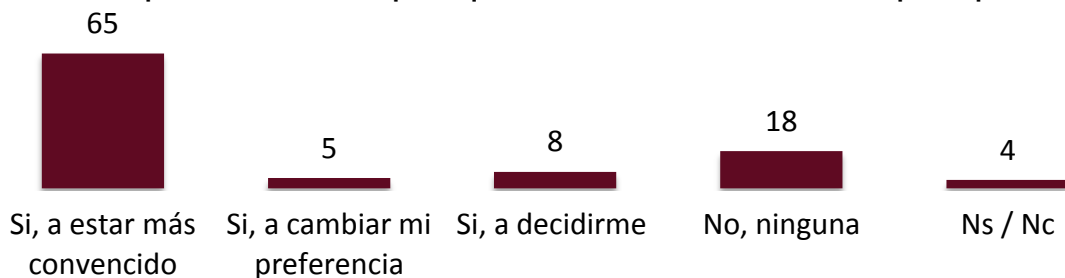 65
5
8
18
4
Si, a estar más
convencido
Si, a cambiar mi
preferencia
Si, a decidirme
No, ninguna
Ns / Nc